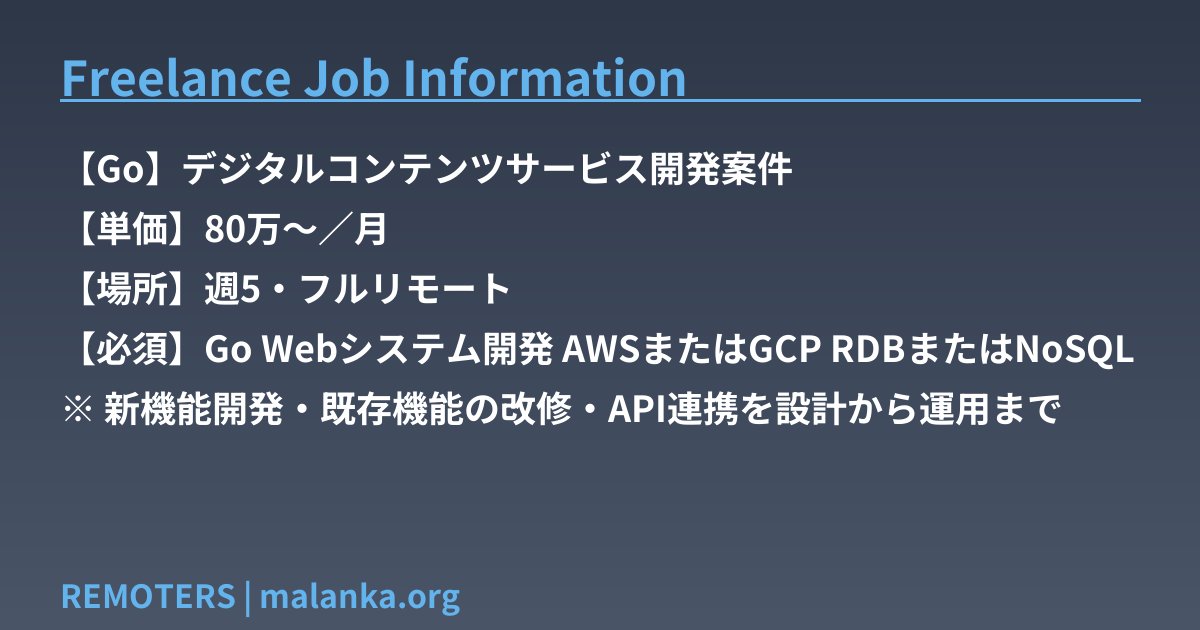 Freelance Job Information
【Go】デジタルコンテンツサービス開発案件
【単価】80万〜／月
【場所】週5・フルリモート
【必須】Go Webシステム開発 AWSまたはGCP RDBまたはNoSQL
※ 新機能開発・既存機能の改修・API連携を設計から運用まで
REMOTERS | malanka.org